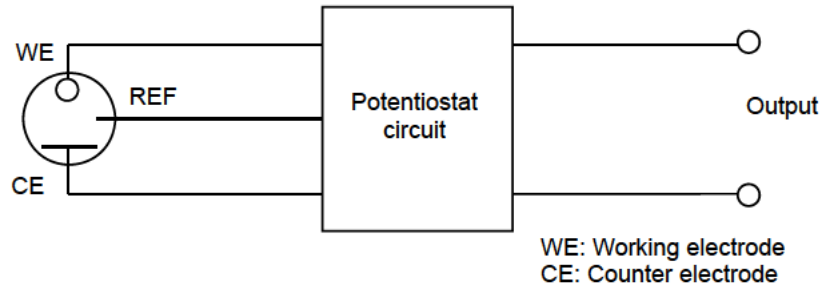 WE
REF
CE
Potentiostat
circuit
Output
WE: Working electrode
CE: Counter electrode